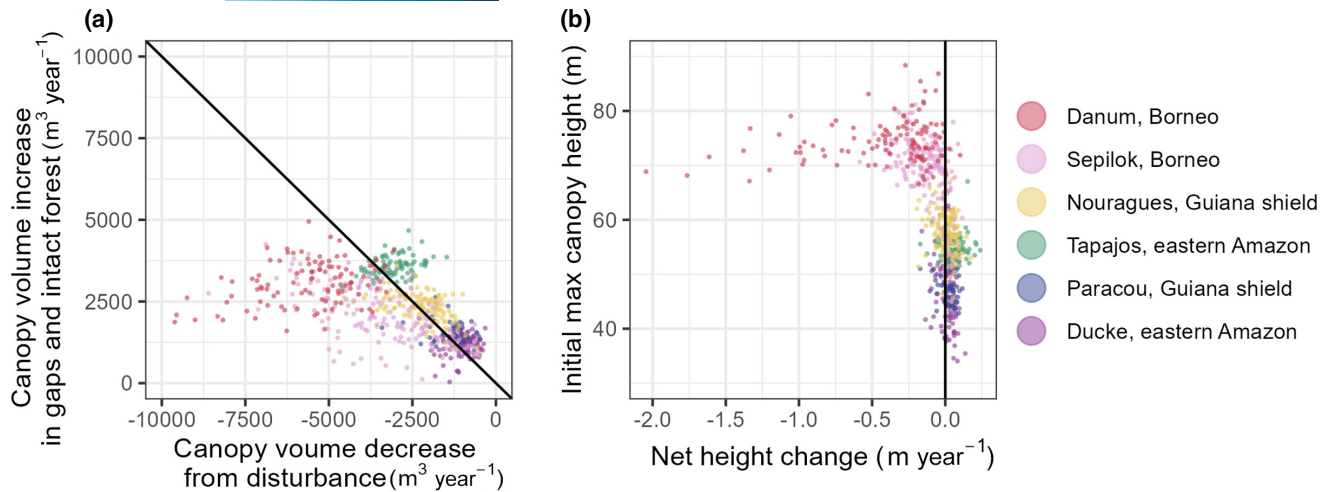 (a)
Canopy volume increase
in gaps and intact forest (m³ year⁻¹)
10000
7500
5000
2500
0
-10000 -7500 -5000 -2500 0
Canopy voume decrease
from disturbance (m³ year⁻¹)
(b)
Initial max canopy height (m)
80
60
40
-2.0 -1.5 -1.0 -0.5 0.0
Net height change (m year⁻¹)
Danum, Borneo
Sepilok, Borneo
Nouragues, Guiana shield
Tapajos, eastern Amazon
Paracou, Guiana shield
Ducke, eastern Amazon